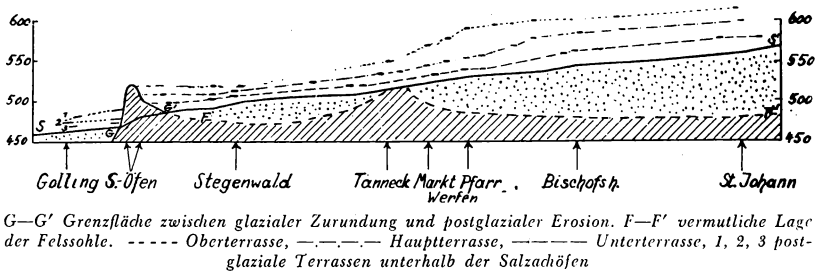 600 600
550 550
500 500
450 450
S S'
2 1
3
G G'
F F'
Golling S.-Öfen Stegenwald Tänneck Markt Pfarr Werfen Bischofsh. St. Johann
G—G' Grenzfläche zwischen glazialer Zurundung und postglazialer Erosion. F—F' vermutliche Lage
der Felssohle. ----- Oberterrasse, —.—.—.— Hauptterrasse, ———— Unterterrasse, 1, 2, 3 post-
glaziale Terrassen unterhalb der Salzachöfen